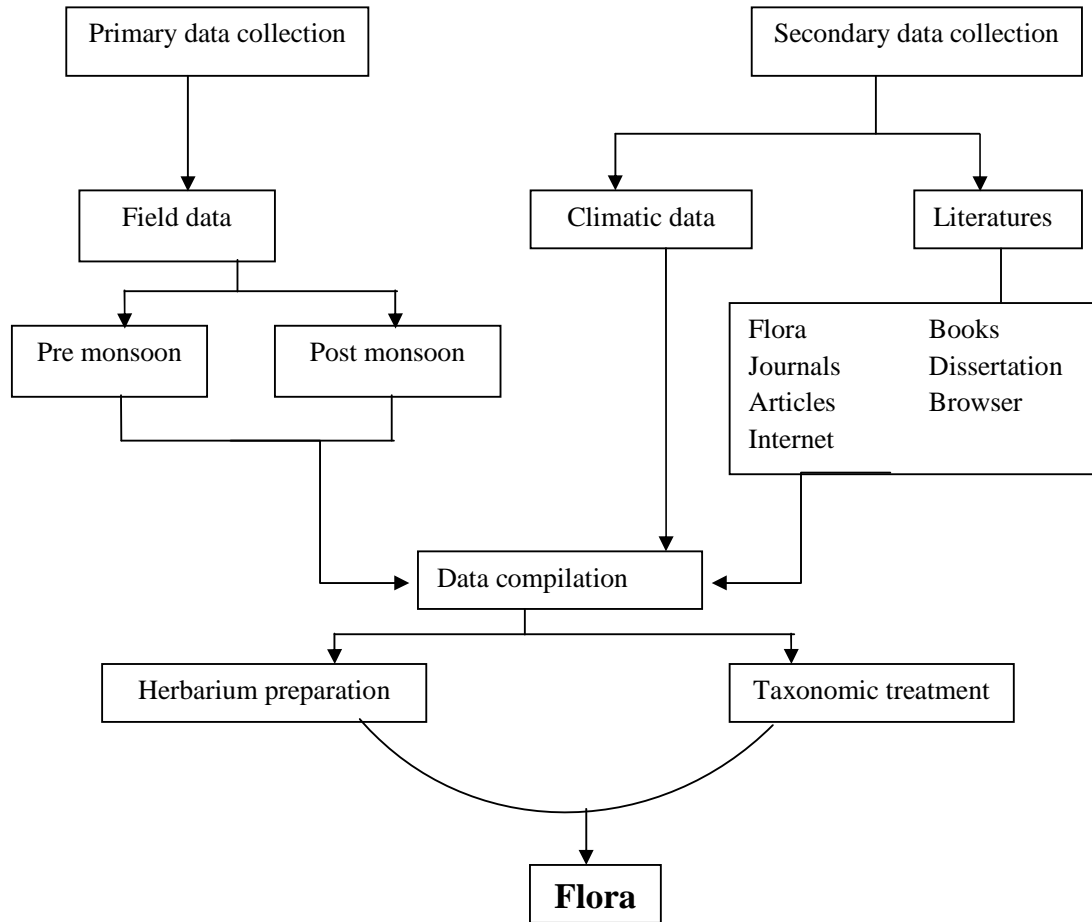 Primary data collection
Secondary data collection
Field data
Climatic data
Literatures
Pre monsoon
Post monsoon
Flora Books
Journals Dissertation
Articles Browser
Internet
Data compilation
Herbarium preparation
Taxonomic treatment
Flora